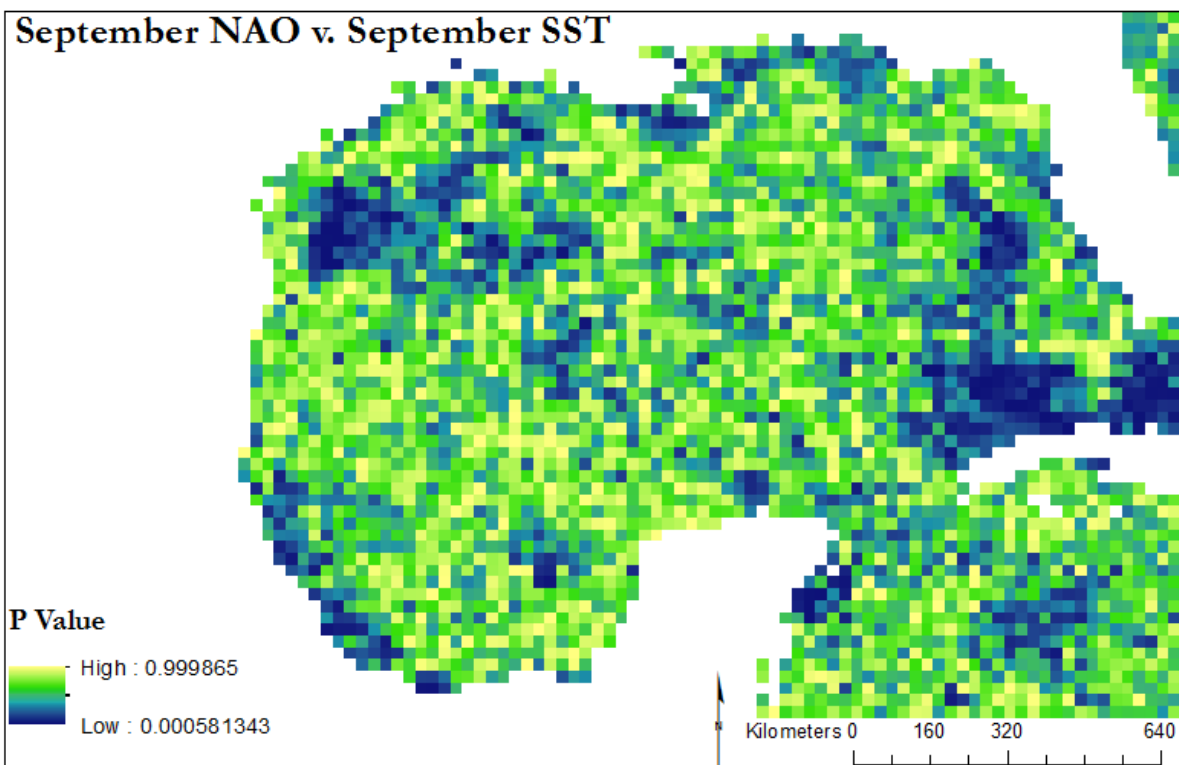 September NAO v. September SST
P Value
High : 0.999865
Low : 0.000581343
N
Kilometers 0 160 320 640